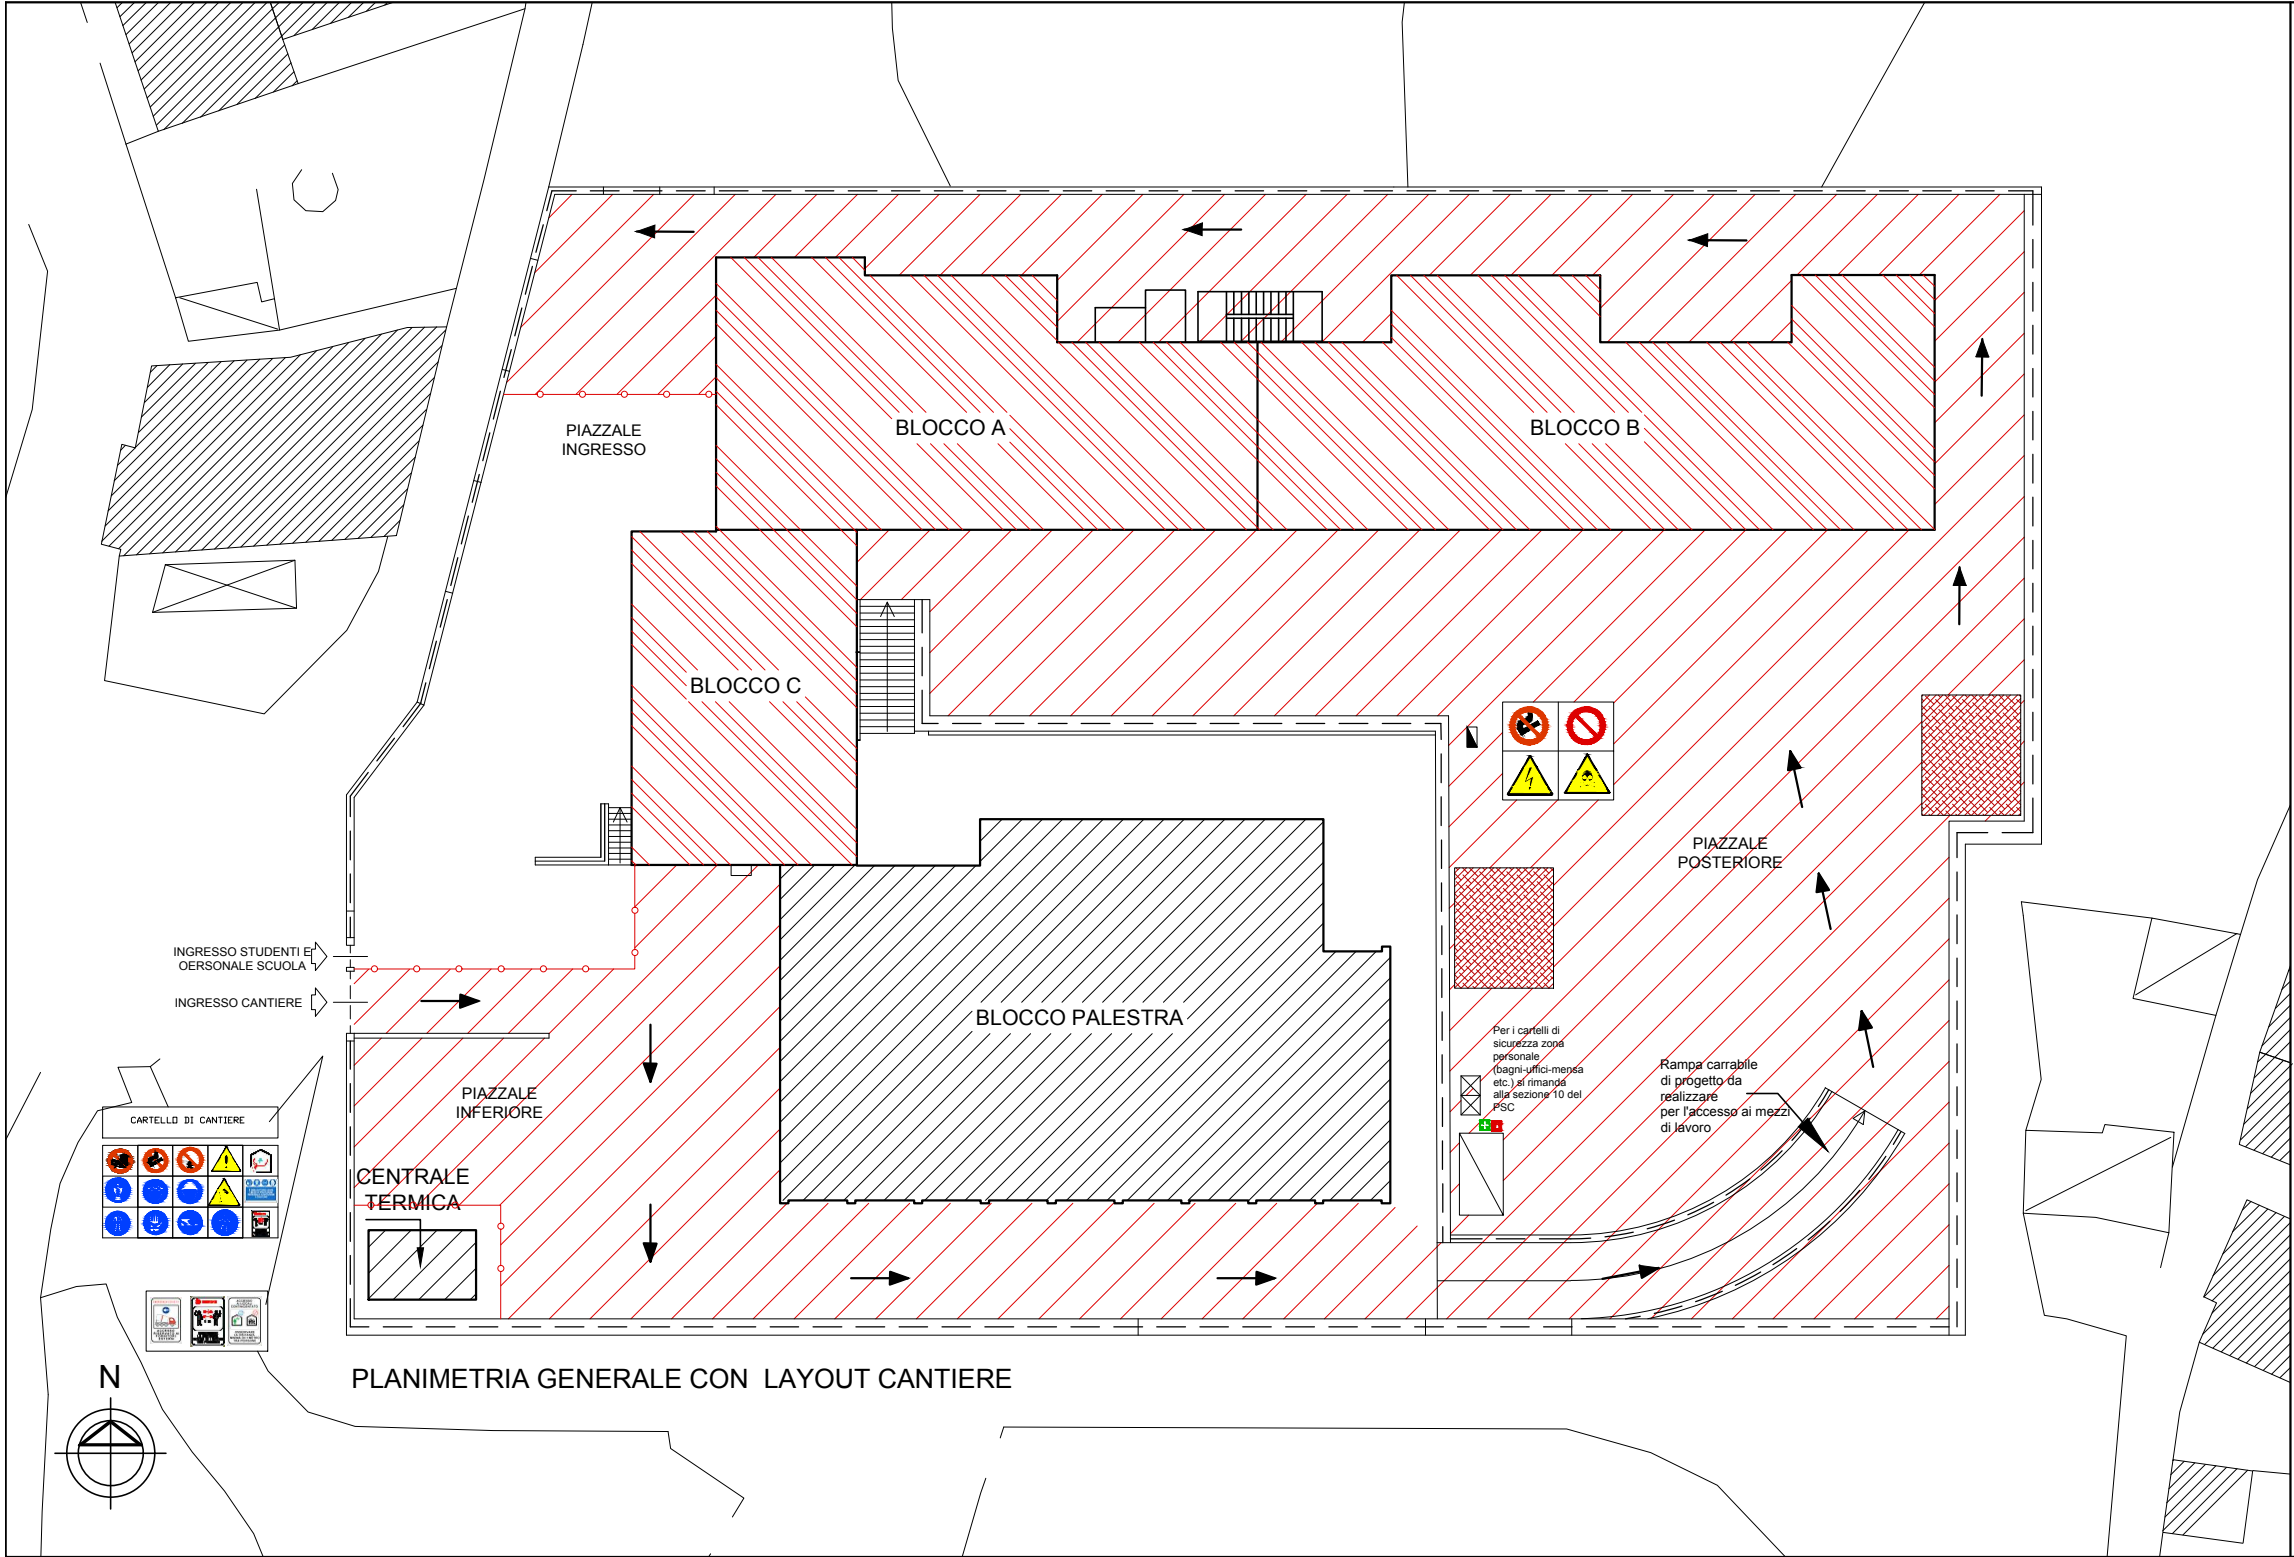 PIAZZALE
INGRESSO
BLOCCO A
BLOCCO B
BLOCCO C
PIAZZALE
POSTERIORE
INGRESSO STUDENTI E
OERSONALE SCUOLA
INGRESSO CANTIERE
BLOCCO PALESTRA
Per i cartelli di
sicurezza zona
personale
(bagni-uffici-mensa
etc.) si rimanda
alla sezione 10 del
PSC
Rampa carrabile
di progetto da
realizzare
per l'accesso ai mezzi
di lavoro
PIAZZALE
INFERIORE
CARTELLO DI CANTIERE
CENTRALE
TERMICA
N
PLANIMETRIA GENERALE CON LAYOUT CANTIERE